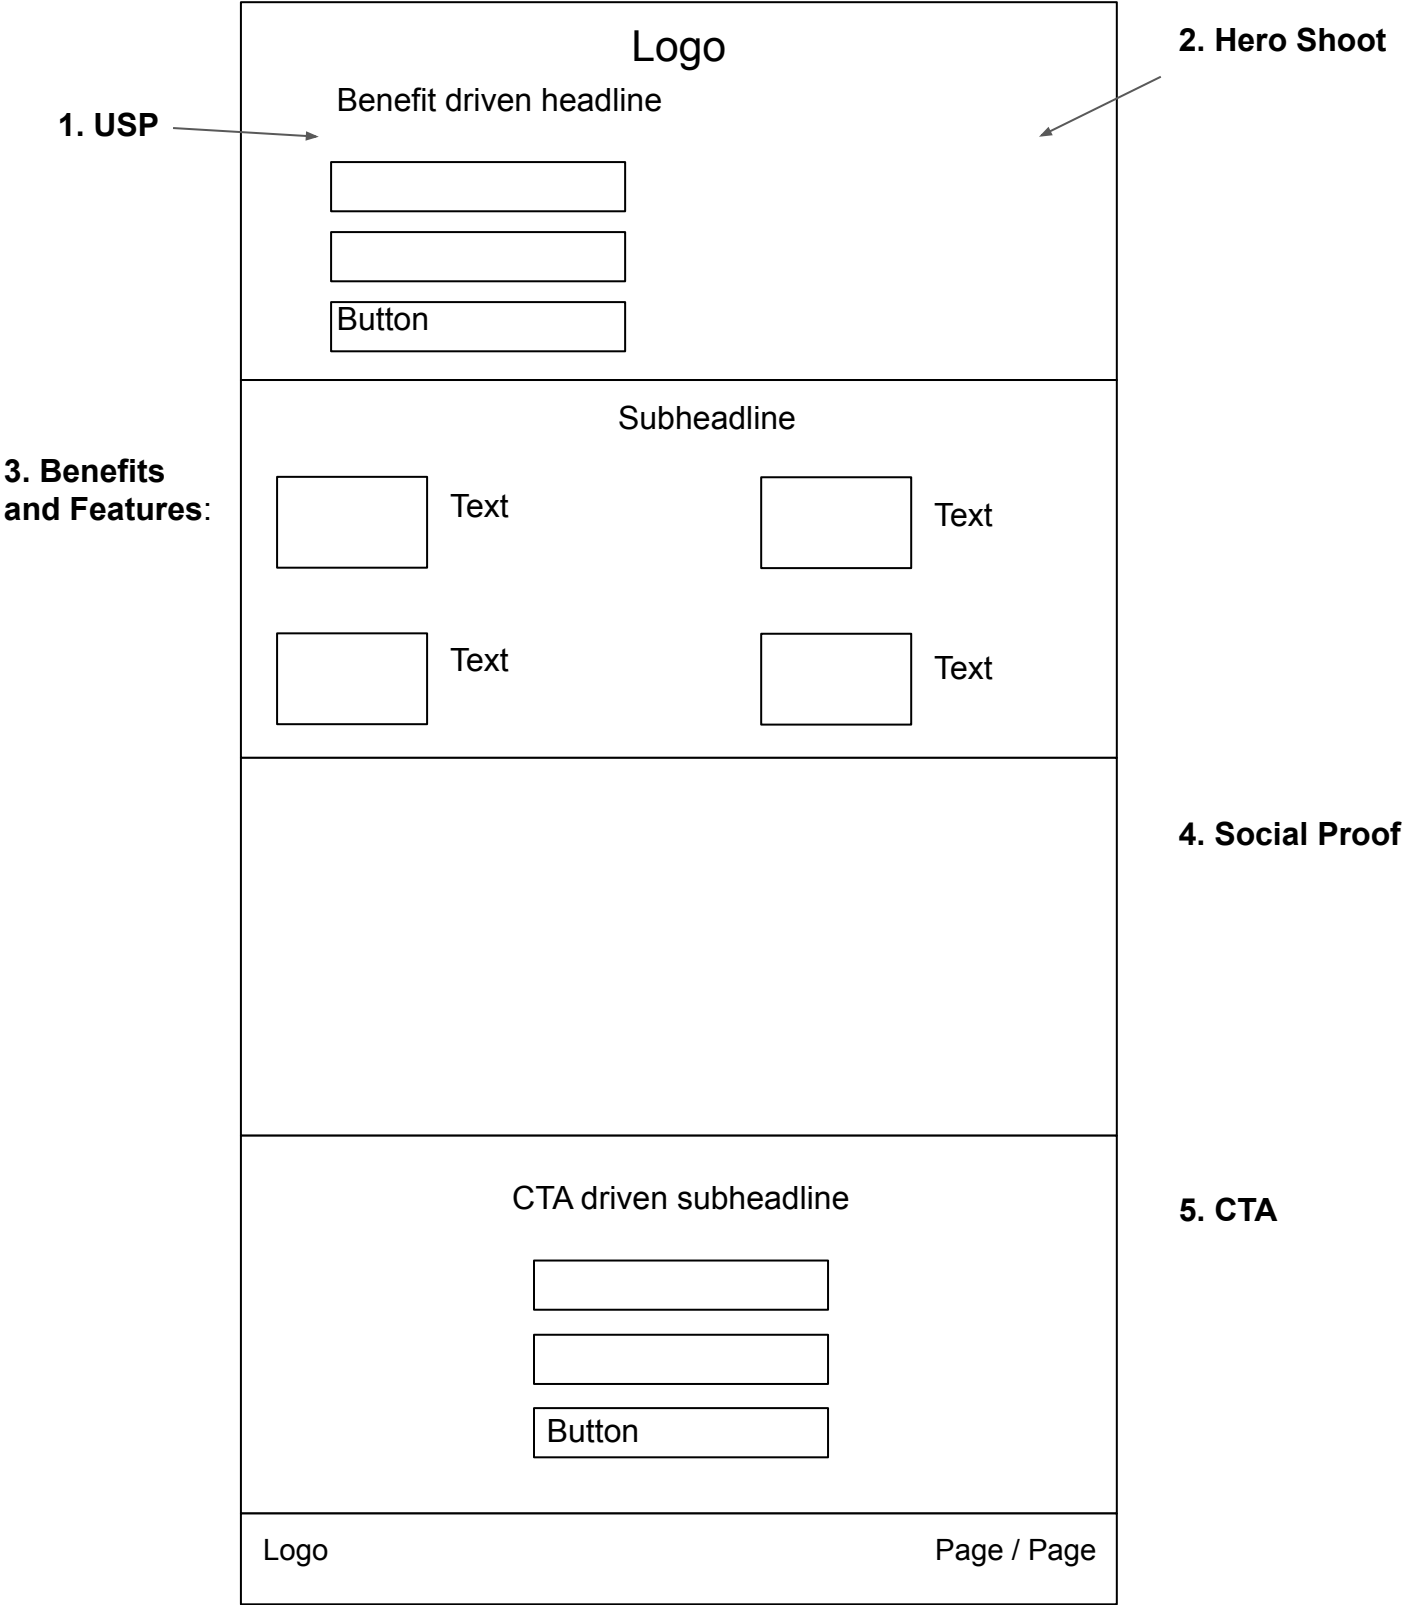 Logo
2. Hero Shoot
Benefit driven headline
1. USP
Button
Subheadline
3. Benefits
and Features:
Text
Text
Text
Text
4. Social Proof
CTA driven subheadline
5. CTA
Button
Logo
Page / Page